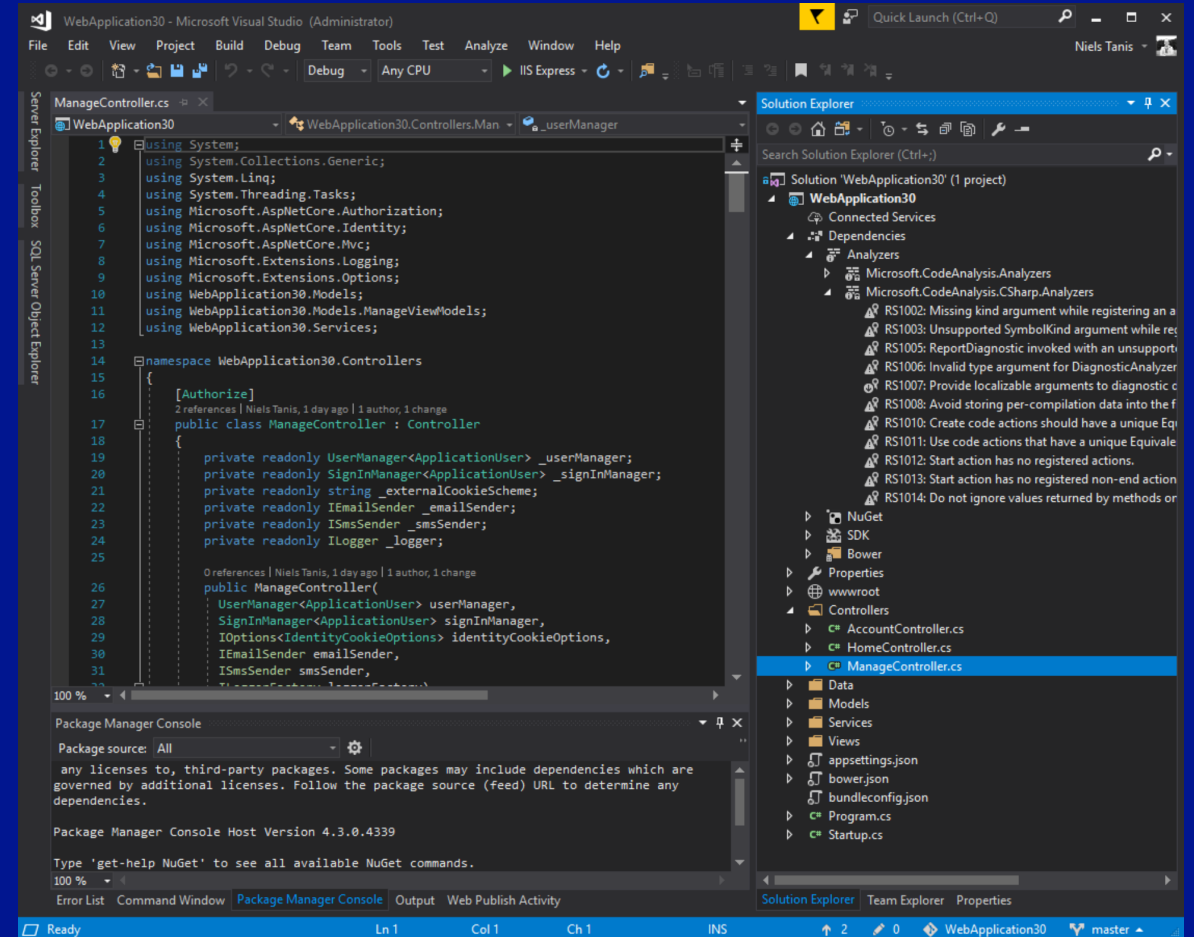 WebApplication30 - Microsoft Visual Studio (Administrator)
Quick Launch (Ctrl+Q)
File Edit View Project Build Debug Team Tools Test Analyze Window Help
Niels Tanis
Debug Any CPU IIS Express
Server Explorer
Toolbox
SQL Server Object Explorer
ManageController.cs
WebApplication30 WebApplication30.Controllers.Man _userManager
1 using System;
2 using System.Collections.Generic;
3 using System.Linq;
4 using System.Threading.Tasks;
5 using Microsoft.AspNetCore.Authorization;
6 using Microsoft.AspNetCore.Identity;
7 using Microsoft.AspNetCore.Mvc;
8 using Microsoft.Extensions.Logging;
9 using Microsoft.Extensions.Options;
10 using WebApplication30.Models;
11 using WebApplication30.Models.ManageViewModels;
12 using WebApplication30.Services;
13
14 namespace WebApplication30.Controllers
15 {
16 [Authorize]
2 references | Niels Tanis, 1 day ago | 1 author, 1 change
17 public class ManageController : Controller
18 {
19 private readonly UserManager<ApplicationUser> _userManager;
20 private readonly SignInManager<ApplicationUser> _signInManager;
21 private readonly string _externalCookieScheme;
22 private readonly IEmailSender _emailSender;
23 private readonly ISmsSender _smsSender;
24 private readonly ILogger _logger;
25
0 references | Niels Tanis, 1 day ago | 1 author, 1 change
26 public ManageController(
27 UserManager<ApplicationUser> userManager,
28 SignInManager<ApplicationUser> signInManager,
29 IOptions<IdentityCookieOptions> identityCookieOptions,
30 IEmailSender emailSender,
31 ISmsSender smsSender,
100 %
Package Manager Console
Package source: All
any licenses to, third-party packages. Some packages may include dependencies which are
governed by additional licenses. Follow the package source (feed) URL to determine any
dependencies.
Package Manager Console Host Version 4.3.0.4339
Type 'get-help NuGet' to see all available NuGet commands.
100 %
Error List Command Window Package Manager Console Output Web Publish Activity
Solution Explorer
Search Solution Explorer (Ctrl+;)
Solution 'WebApplication30' (1 project)
WebApplication30
Connected Services
Dependencies
Analyzers
Microsoft.CodeAnalysis.Analyzers
Microsoft.CodeAnalysis.CSharp.Analyzers
RS1002: Missing kind argument while registering an a
RS1003: Unsupported SymbolKind argument while reg
RS1005: ReportDiagnostic invoked with an unsupporte
RS1006: Invalid type argument for DiagnosticAnalyzer
RS1007: Provide localizable arguments to diagnostic c
RS1008: Avoid storing per-compilation data into the f
RS1010: Create code actions should have a unique Equ
RS1011: Use code actions that have a unique Equivale
RS1012: Start action has no registered actions.
RS1013: Start action has no registered non-end action
RS1014: Do not ignore values returned by methods on
NuGet
SDK
Bower
Properties
wwwroot
Controllers
C# AccountController.cs
C# HomeController.cs
C# ManageController.cs
Data
Models
Services
Views
appsettings.json
bower.json
bundleconfig.json
C# Program.cs
C# Startup.cs
Solution Explorer Team Explorer Properties
Ready Ln 1 Col 1 Ch 1 INS 2 0 WebApplication30 master